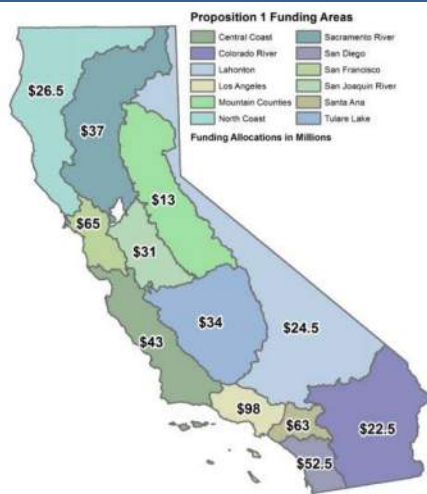 Proposition 1 Funding Areas
Central Coast
Sacramento River
Colorado River
San Diego
Lahonton
San Francisco
Los Angeles
San Joaquin River
Mountain Counties
Santa Ana
North Coast
Tulare Lake
Funding Allocations in Millions
$26.5
$37
$13
$65
$31
$34
$24.5
$43
$98
$63
$22.5
$52.5